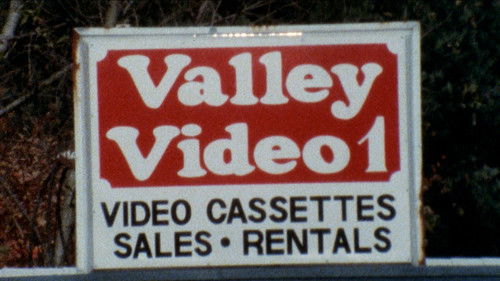 Valley
Video 1
VIDEO CASSETTES
SALES • RENTALS